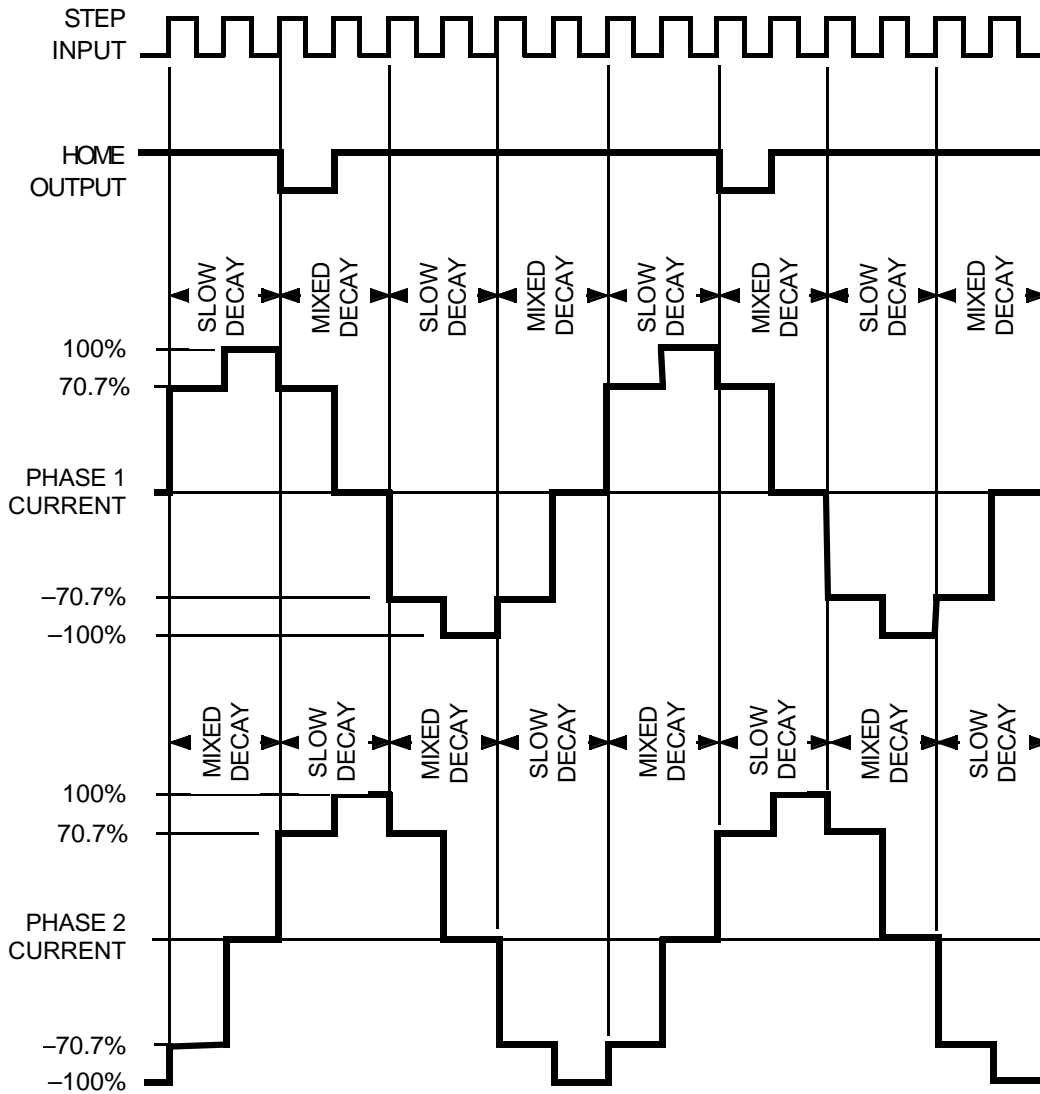 STEP
INPUT
HOME
OUTPUT
SLOW
DECAY
MIXED
DECAY
SLOW
DECAY
MIXED
DECAY
SLOW
DECAY
MIXED
DECAY
SLOW
DECAY
MIXED
DECAY
100%
70.7%
PHASE 1
CURRENT
–70.7%
–100%
MIXED
DECAY
SLOW
DECAY
MIXED
DECAY
SLOW
DECAY
MIXED
DECAY
SLOW
DECAY
MIXED
DECAY
SLOW
DECAY
100%
70.7%
PHASE 2
CURRENT
–70.7%
–100%